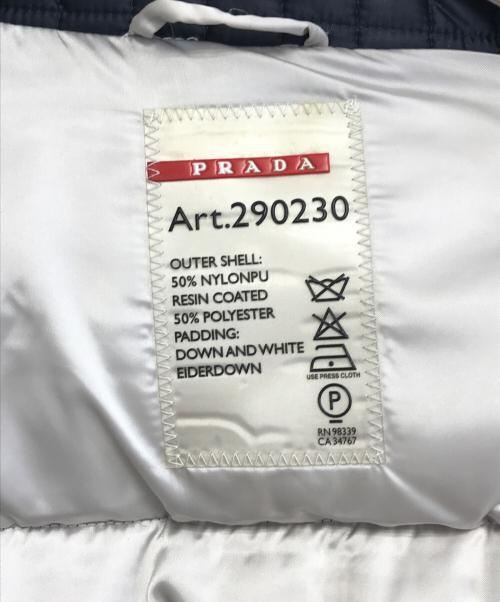 PRADA
Art.290230
OUTER SHELL:
50% NYLONPU
RESIN COATED
50% POLYESTER
PADDING:
DOWN AND WHITE
EIDERDOWN
USE PRESS CLOTH
P
RN 98339
CA 34767